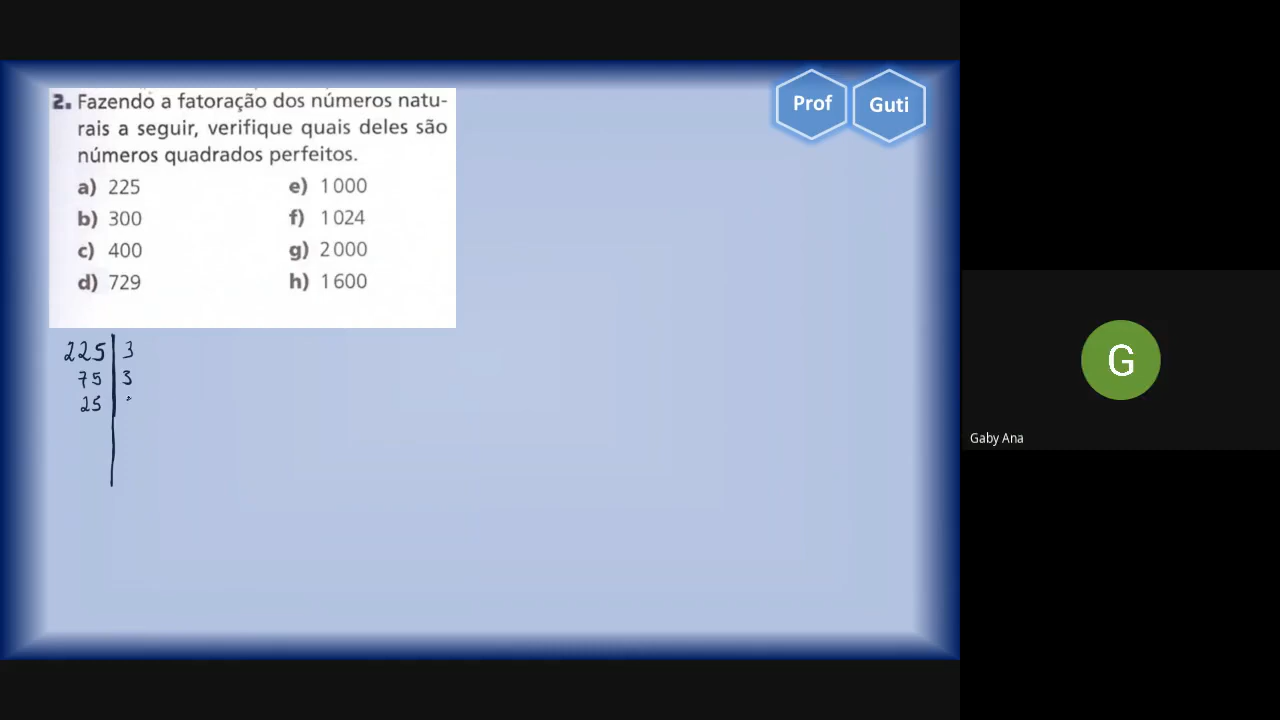 2. Fazendo a fatoração dos números natu-
rais a seguir, verifique quais deles são
números quadrados perfeitos.
a) 225
e) 1 000
b) 300
f) 1 024
c) 400
g) 2 000
d) 729
h) 1 600
Prof Guti
225 3
75 3
25
G
Gaby Ana